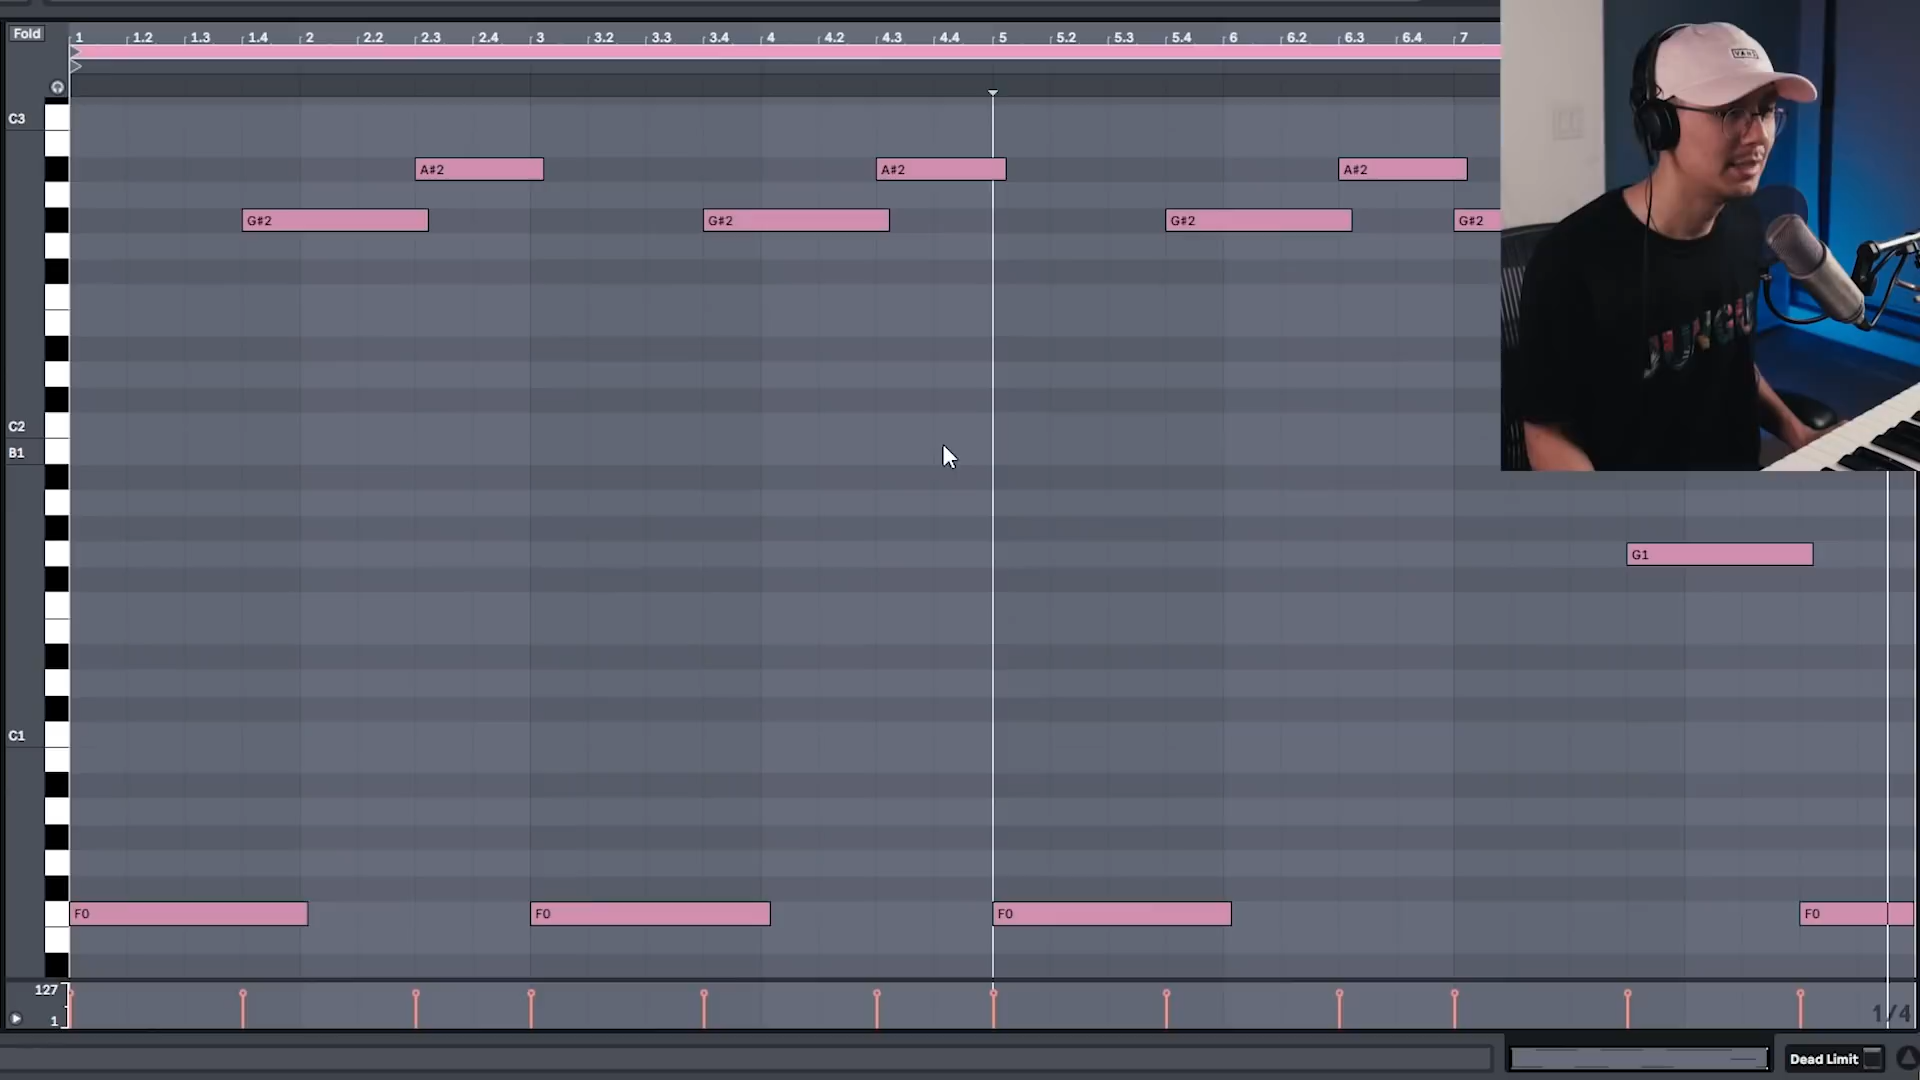 Fold
1 1.2 1.3 1.4 2 2.2 2.3 2.4 3 3.2 3.3 3.4 4 4.2 4.3 4.4 5 5.2 5.3 5.4 6 6.2 6.3 6.4 7
VANS
C3
A#2 A#2 A#2
G#2 G#2 G#2 G#2
C2
B1
G1
C1
F0 F0 F0 F0
127
1
1/4
Dead Limit